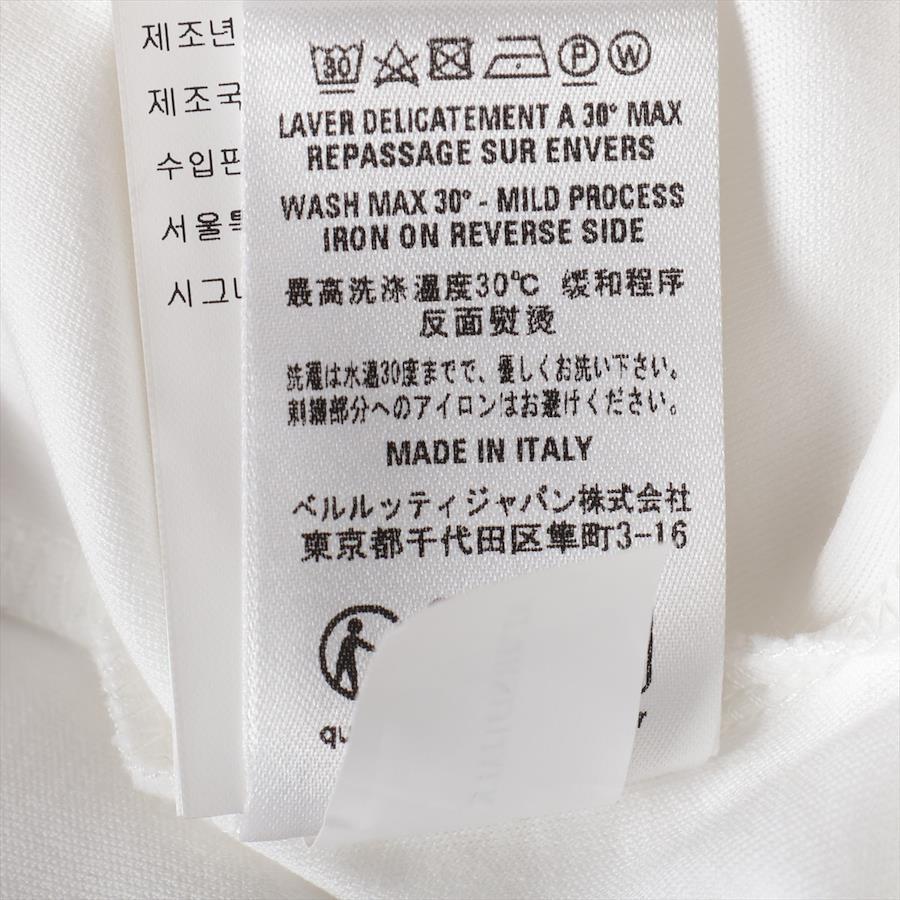 제조년
제조국
수입판
서울특
시그니
30 P W
LAVER DELICATEMENT A 30° MAX
REPASSAGE SUR ENVERS
WASH MAX 30° - MILD PROCESS
IRON ON REVERSE SIDE
最高洗涤温度30℃ 缓和程序
反面熨烫
洗濯は水温30度までで、優しくお洗い下さい。
刺繍部分へのアイロンはお避けください。
MADE IN ITALY
ベルルッティジャパン株式会社
東京都千代田区隼町3-16